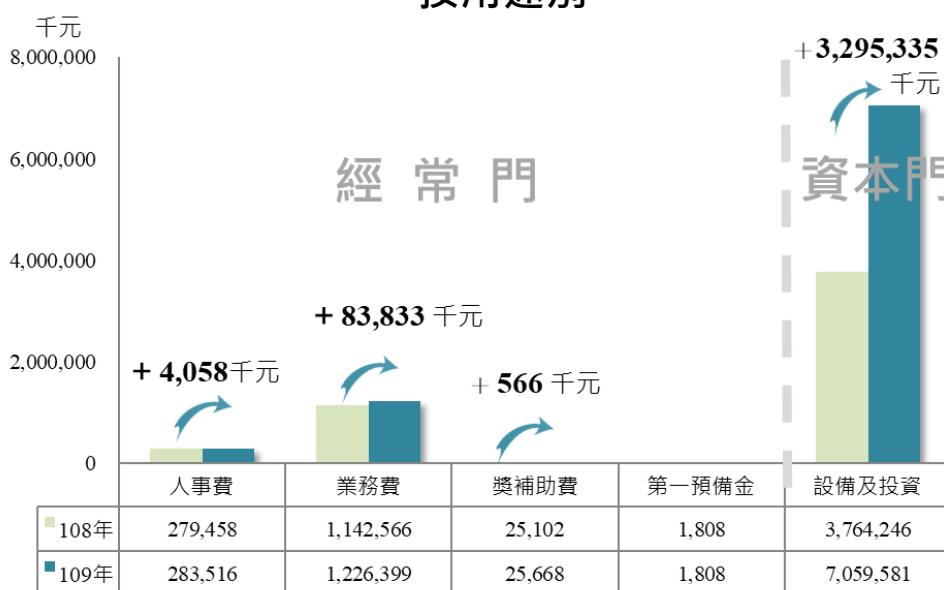 按用途別
千元
8,000,000
6,000,000
4,000,000
2,000,000
0
經常門
資本門
+ 4,058千元
+ 83,833 千元
+ 566 千元
+3,295,335
千元
人事費 業務費 獎補助費 第一預備金 設備及投資
108年 279,458 1,142,566 25,102 1,808 3,764,246
109年 283,516 1,226,399 25,668 1,808 7,059,581